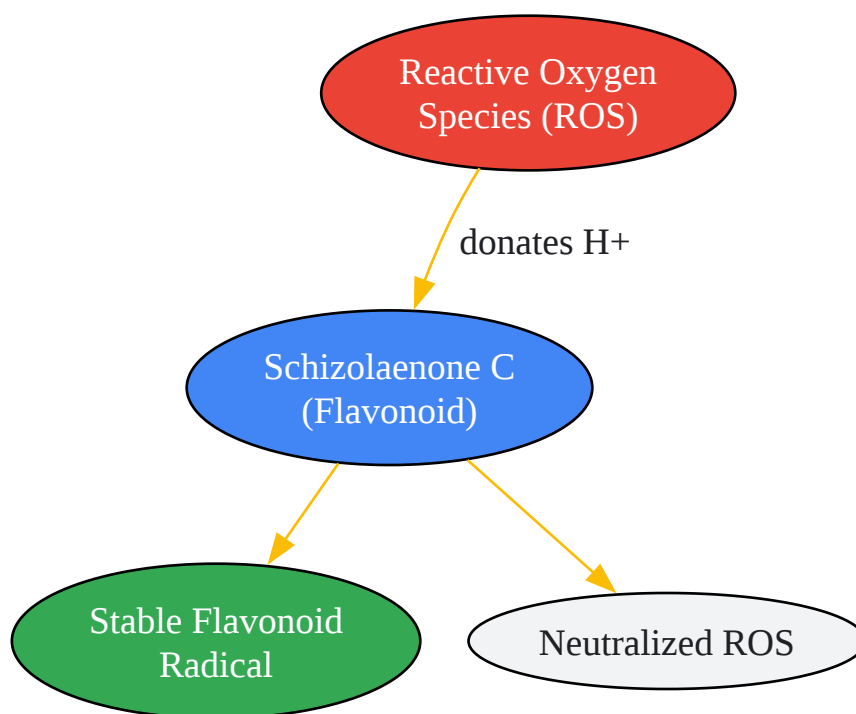 Reactive Oxygen
Species (ROS)
donates H+
Schizolaenone C
(Flavonoid)
Stable Flavonoid
Radical
Neutralized ROS